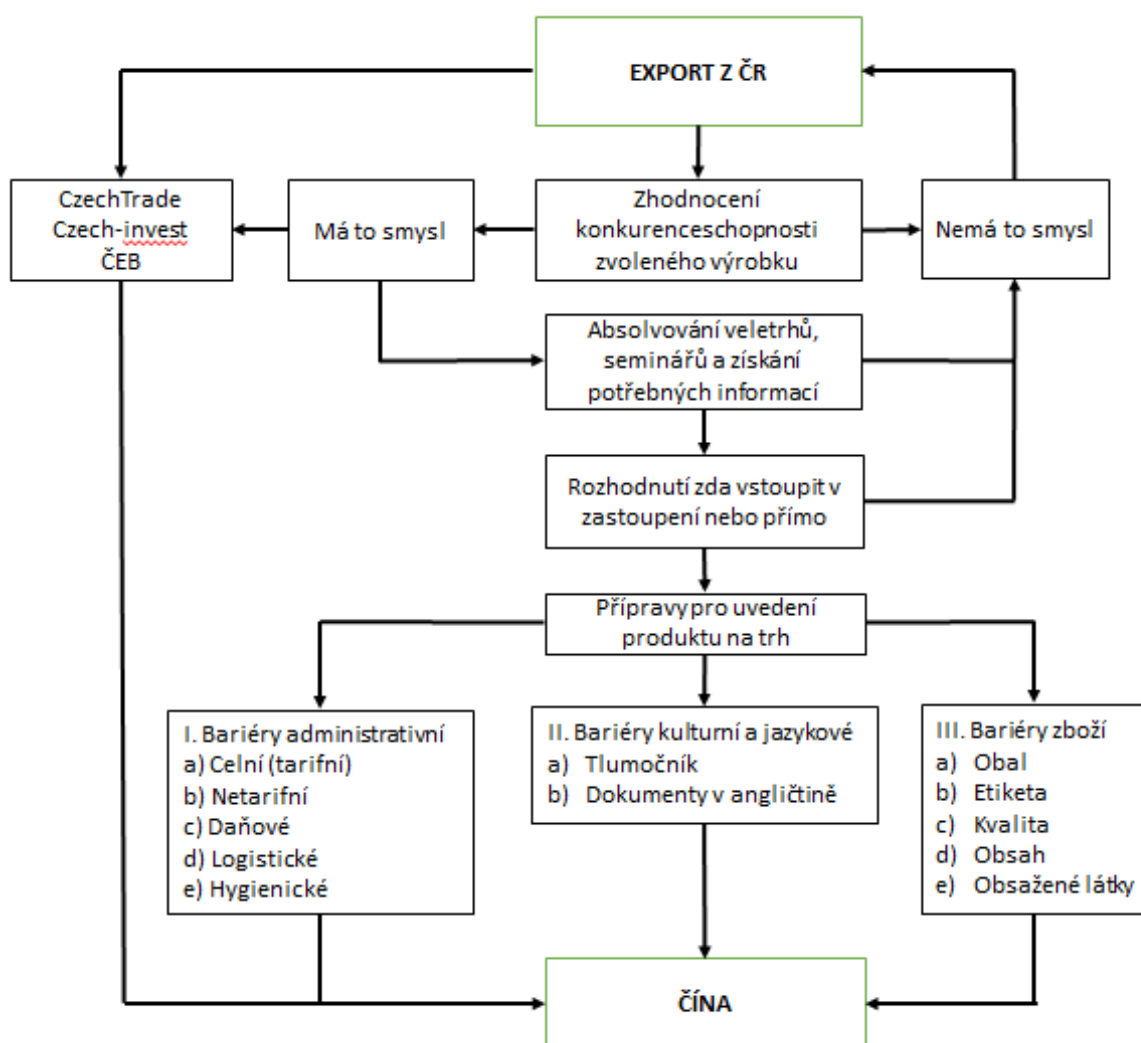 EXPORT Z ČR
CzechTrade
Czech-invest
ČEB
Má to smysl
Zhodnocení
konkurenceschopnosti
zvoleného výrobku
Nemá to smysl
Absolvování veletrhů,
seminářů a získání
potřebných informací
Rozhodnutí zda vstoupit v
zastoupení nebo přímo
Přípravy pro uvedení
produktu na trh
I. Bariéry administrativní
a) Celní (tarifní)
b) Netarifní
c) Daňové
d) Logistické
e) Hygienické
II. Bariéry kulturní a jazykové
a) Tlumočník
b) Dokumenty v angličtině
III. Bariéry zboží
a) Obal
b) Etiketa
c) Kvalita
d) Obsah
e) Obsažené látky
ČÍNA